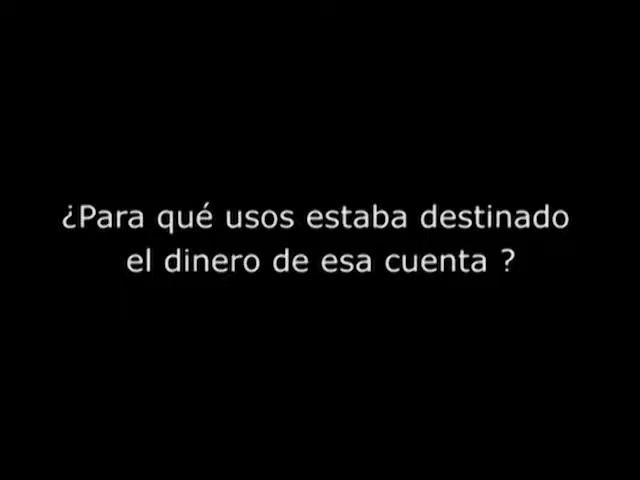 ¿Para qué usos estaba destinado
el dinero de esa cuenta ?